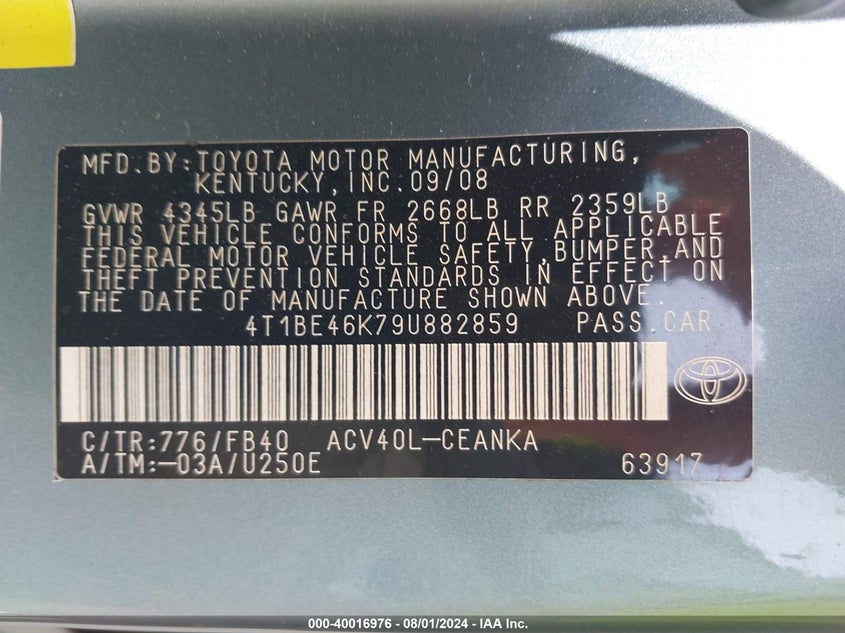 MFD.BY:TOYOTA MOTOR MANUFACTURING,
KENTUCKY,INC.09/08
GVWR 4345LB GAWR FR 2668LB RR 2359LB
THIS VEHICLE CONFORMS TO ALL APPLICABLE
FEDERAL MOTOR VEHICLE SAFETY,BUMPER,AND
THEFT PREVENTION STANDARDS IN EFFECT ON
THE DATE OF MANUFACTURE SHOWN ABOVE.
4T1BE46K79U882859 PASS.CAR
C/TR:776/FB40 ACV40L-CEANKA
A/TM:-03A/U250E 63917
000-40016976 - 08/01/2024 - IAA Inc.